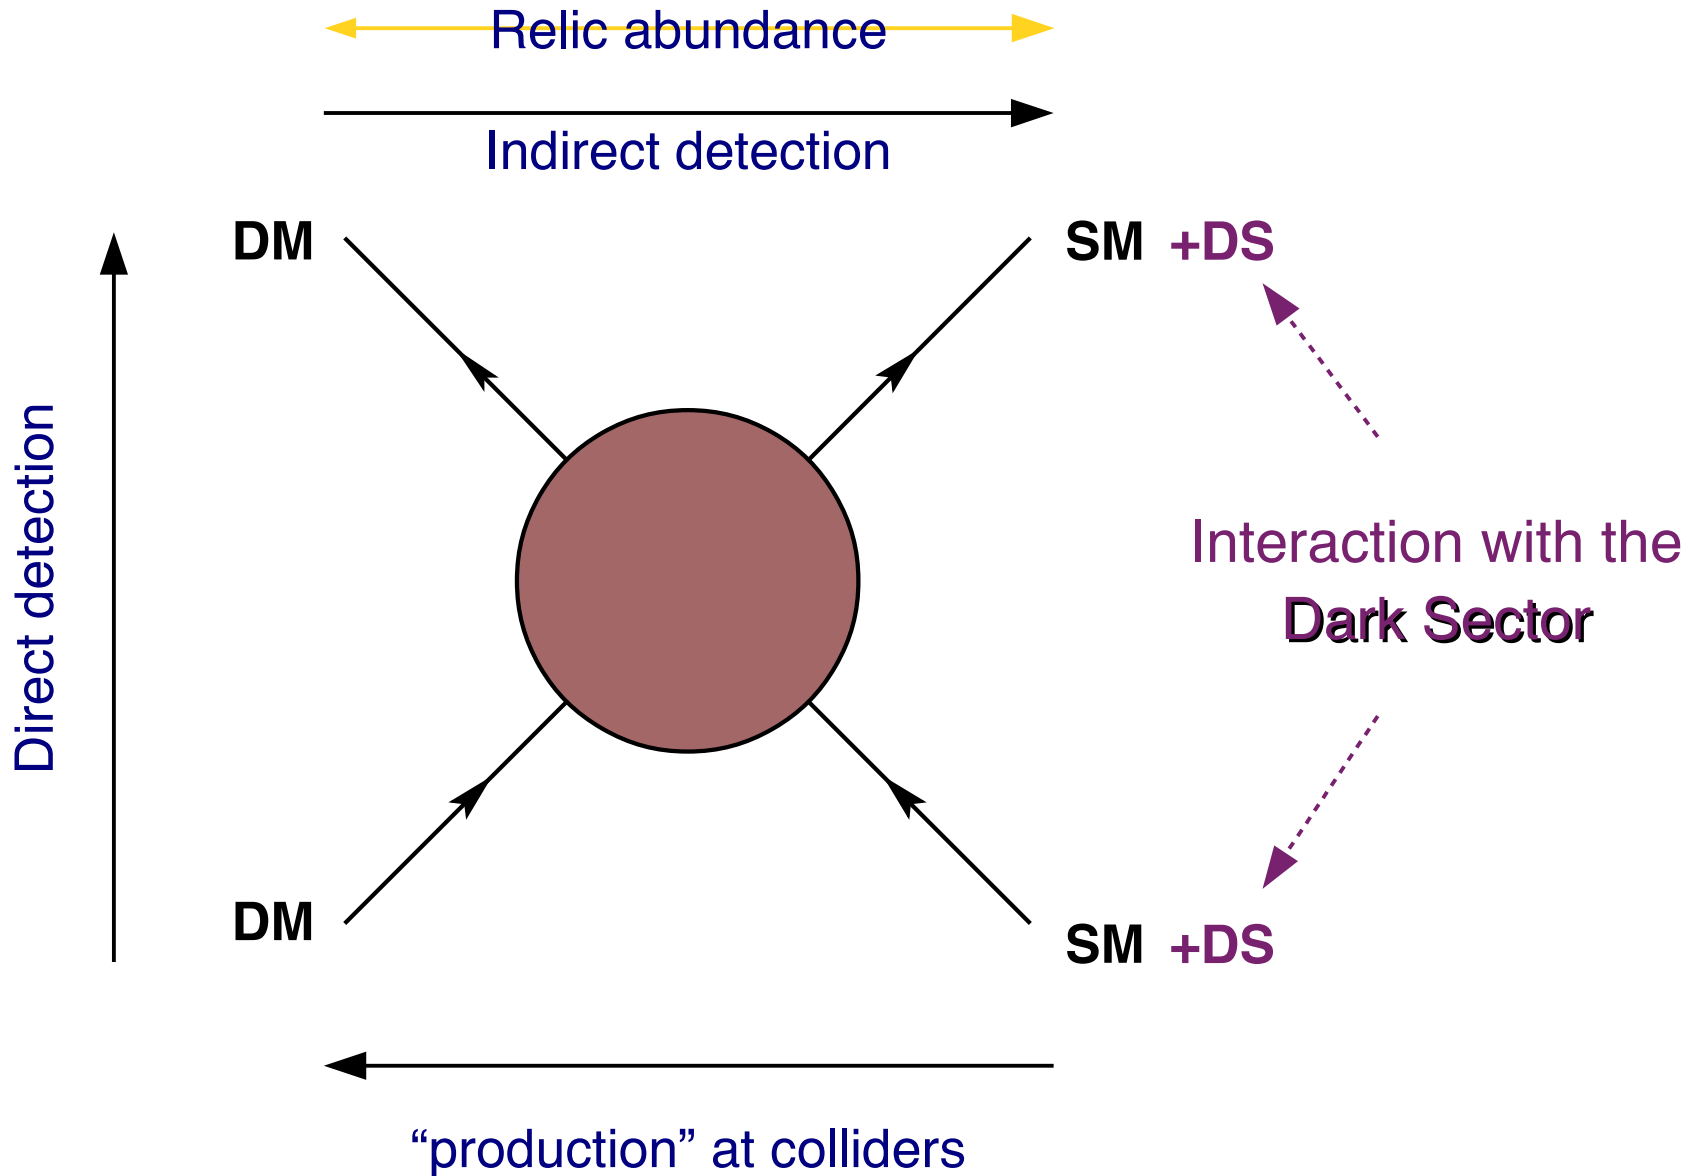 Relic abundance
Indirect detection
DM
SM +DS
Direct detection
Interaction with the
Dark Sector
DM
SM +DS
“production” at colliders